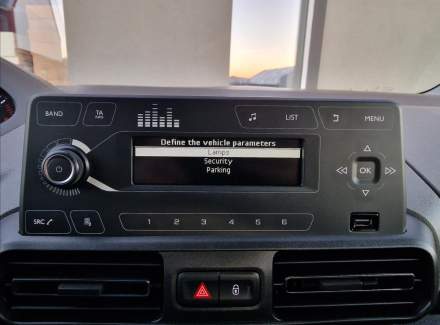 BAND
TA
INFO
LIST
MENU
Define the vehicle parameters
Lamps
Security
Parking
OK
SRC
1 2 3 4 5 6